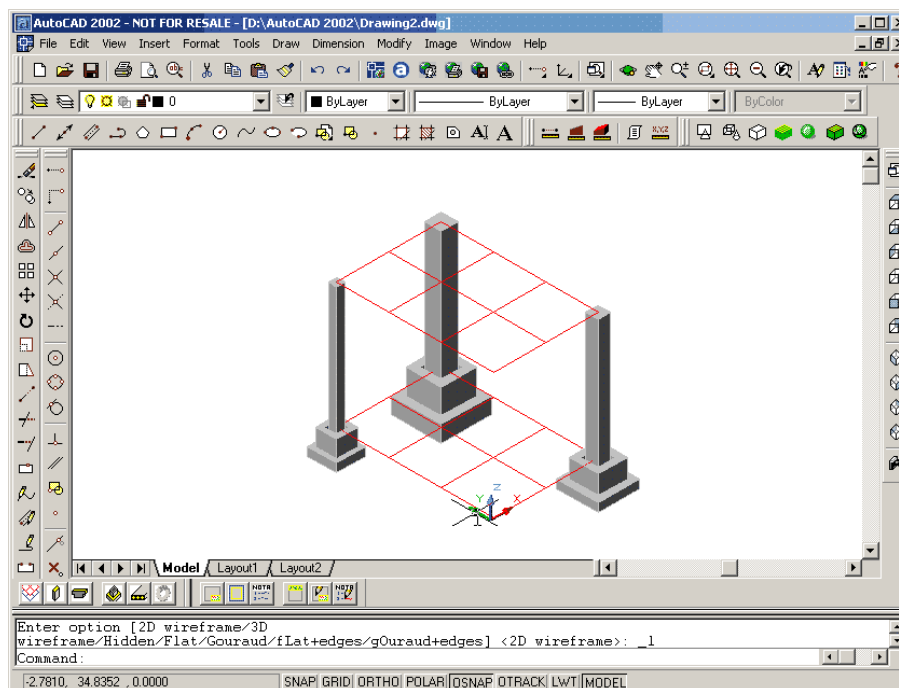 AutoCAD 2002 - NOT FOR RESALE - [D:\AutoCAD 2002\Drawing2.dwg]
File Edit View Insert Format Tools Draw Dimension Modify Image Window Help
0 ByLayer ByLayer ByLayer ByColor
A
X,Y,Z
Z
Y X
Model Layout1 Layout2
NOTA NOTA
Enter option [2D wireframe/3D
wireframe/Hidden/Flat/Gouraud/fLat+edges/gOuraud+edges] <2D wireframe>: _l
Command:
-2.7810, 34.8352 , 0.0000 SNAP GRID ORTHO POLAR OSNAP OTRACK LWT MODEL